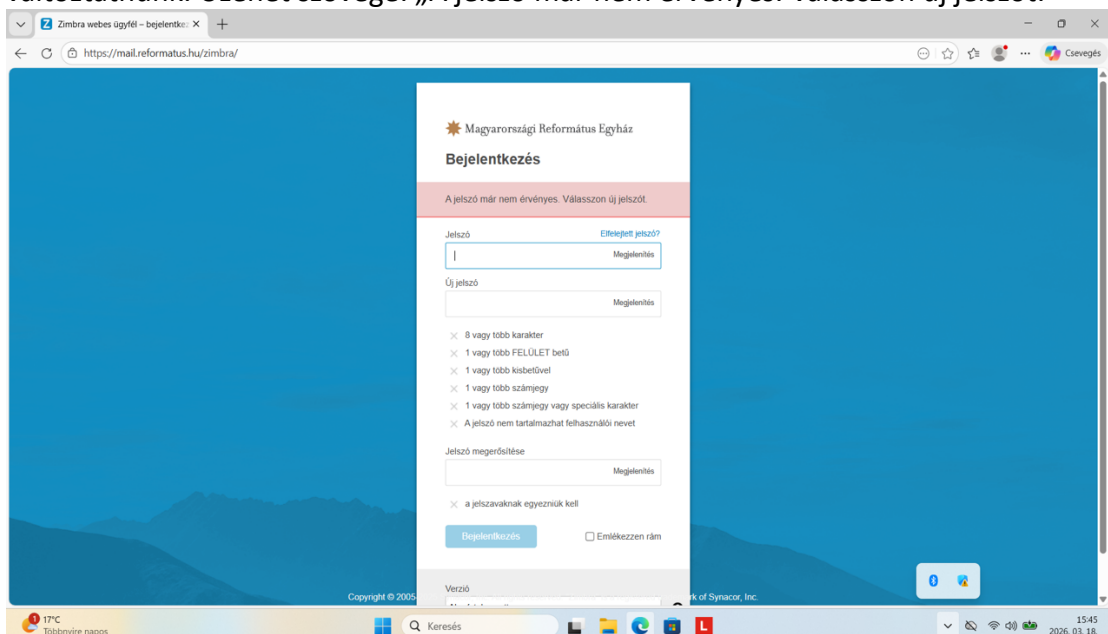 Zimbra webes ügyfél – bejelentke
https://mail.reformatus.hu/zimbra/
Csevegés
Magyarországi Református Egyház
Bejelentkezés
A jelszó már nem érvényes. Válasszon új jelszót.
Jelszó Elfelejtett jelszó?
Megjelenítés
Új jelszó
Megjelenítés
8 vagy több karakter
1 vagy több FELÜLET betű
1 vagy több kisbetűvel
1 vagy több számjegy
1 vagy több számjegy vagy speciális karakter
A jelszó nem tartalmazhat felhasználói nevet
Jelszó megerősítése
Megjelenítés
a jelszavaknak egyezniük kell
Bejelentkezés Emlékezzen rám
Verzió
Copyright © 2005- rk of Synacor, Inc.
1 17°C
Többnyire napos
Keresés
L
15:45
2026. 03. 18.